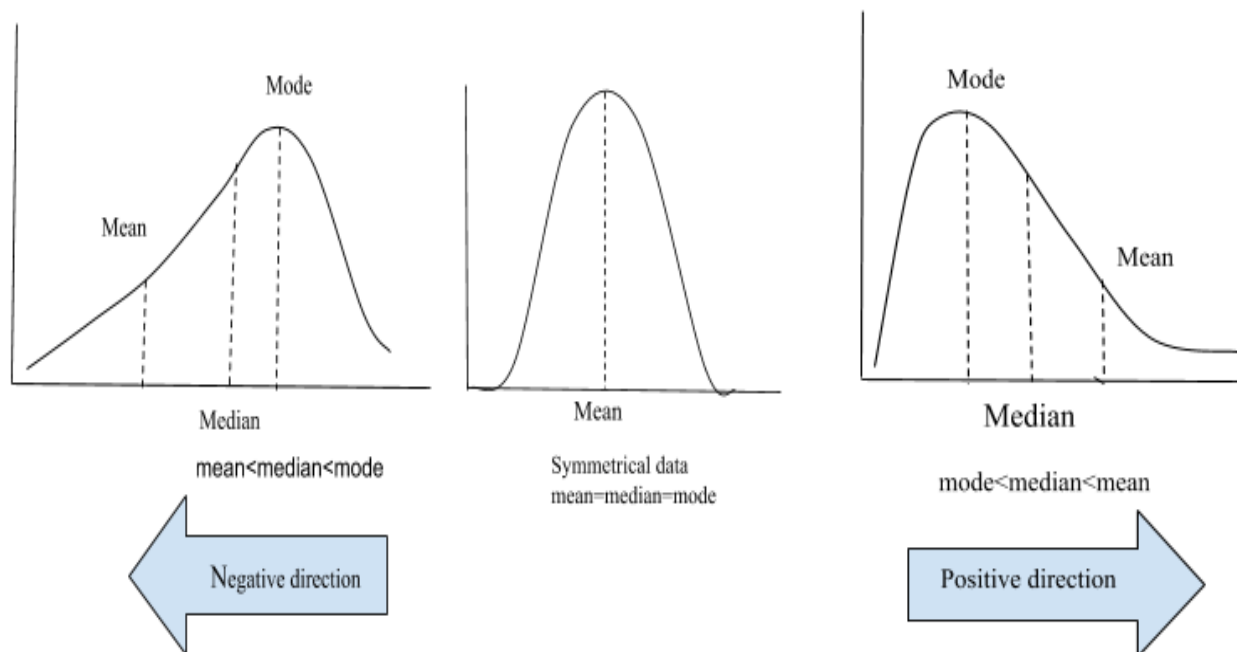 Mode
Mean
Median
mean<median<mode
Negative direction
Mean
Symmetrical data
mean=median=mode
Mode
Mean
Median
mode<median<mean
Positive direction